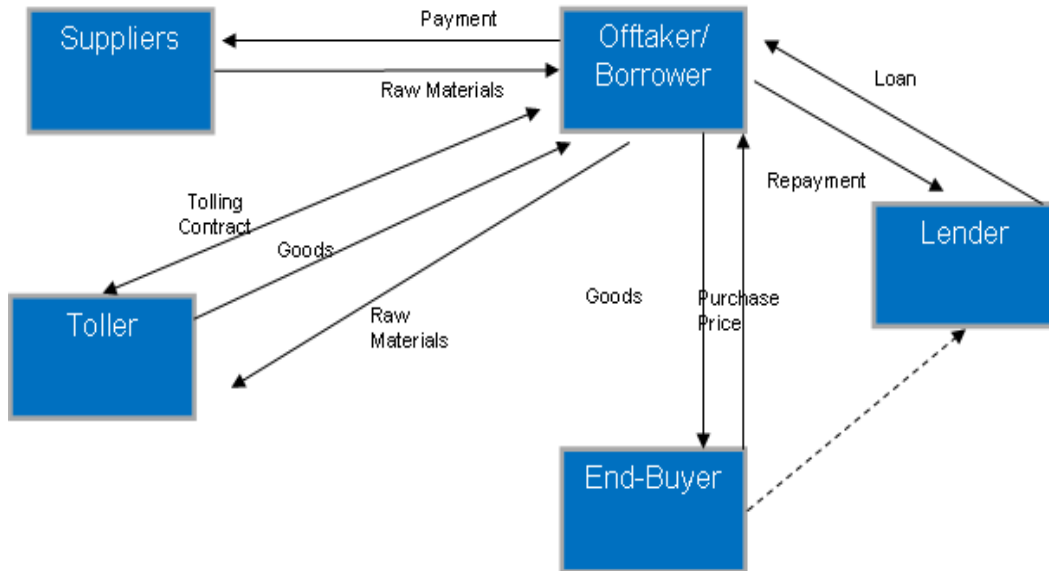 Payment
Suppliers
Offtaker/
Borrower
Raw Materials
Loan
Repayment
Tolling
Contract
Goods
Lender
Toller
Raw
Materials
Goods
Purchase
Price
End-Buyer